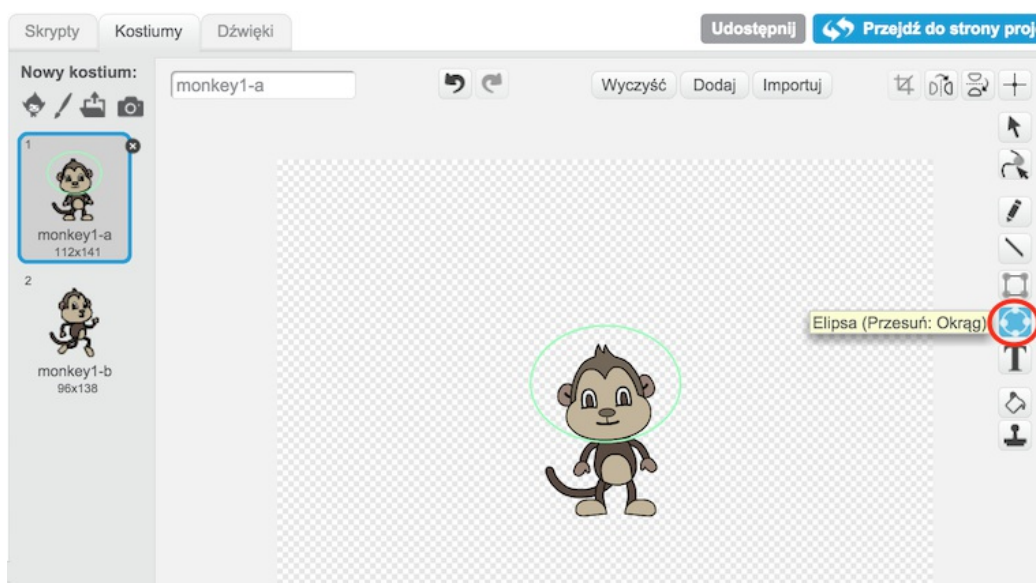 Skrypty Kostiumy Dźwięki Udostępnij Przejdź do strony proj
Nowy kostium:
monkey1-a Wyczyść Dodaj Importuj
1
monkey1-a
112x141
2
monkey1-b
96x138
Elipsa (Przesuń: Okrąg)
T